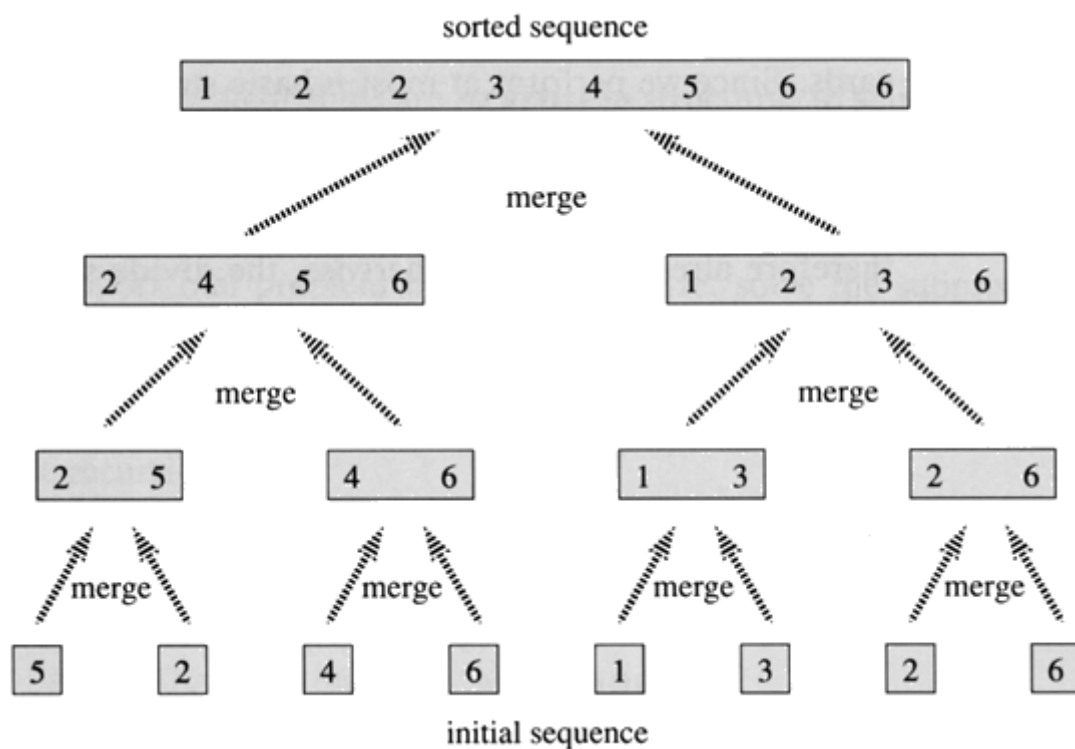 sorted sequence
1 2 2 3 4 5 6 6
merge
2 4 5 6
1 2 3 6
merge
merge
2 5
4 6
1 3
2 6
merge
merge
merge
merge
5
2
4
6
1
3
2
6
initial sequence